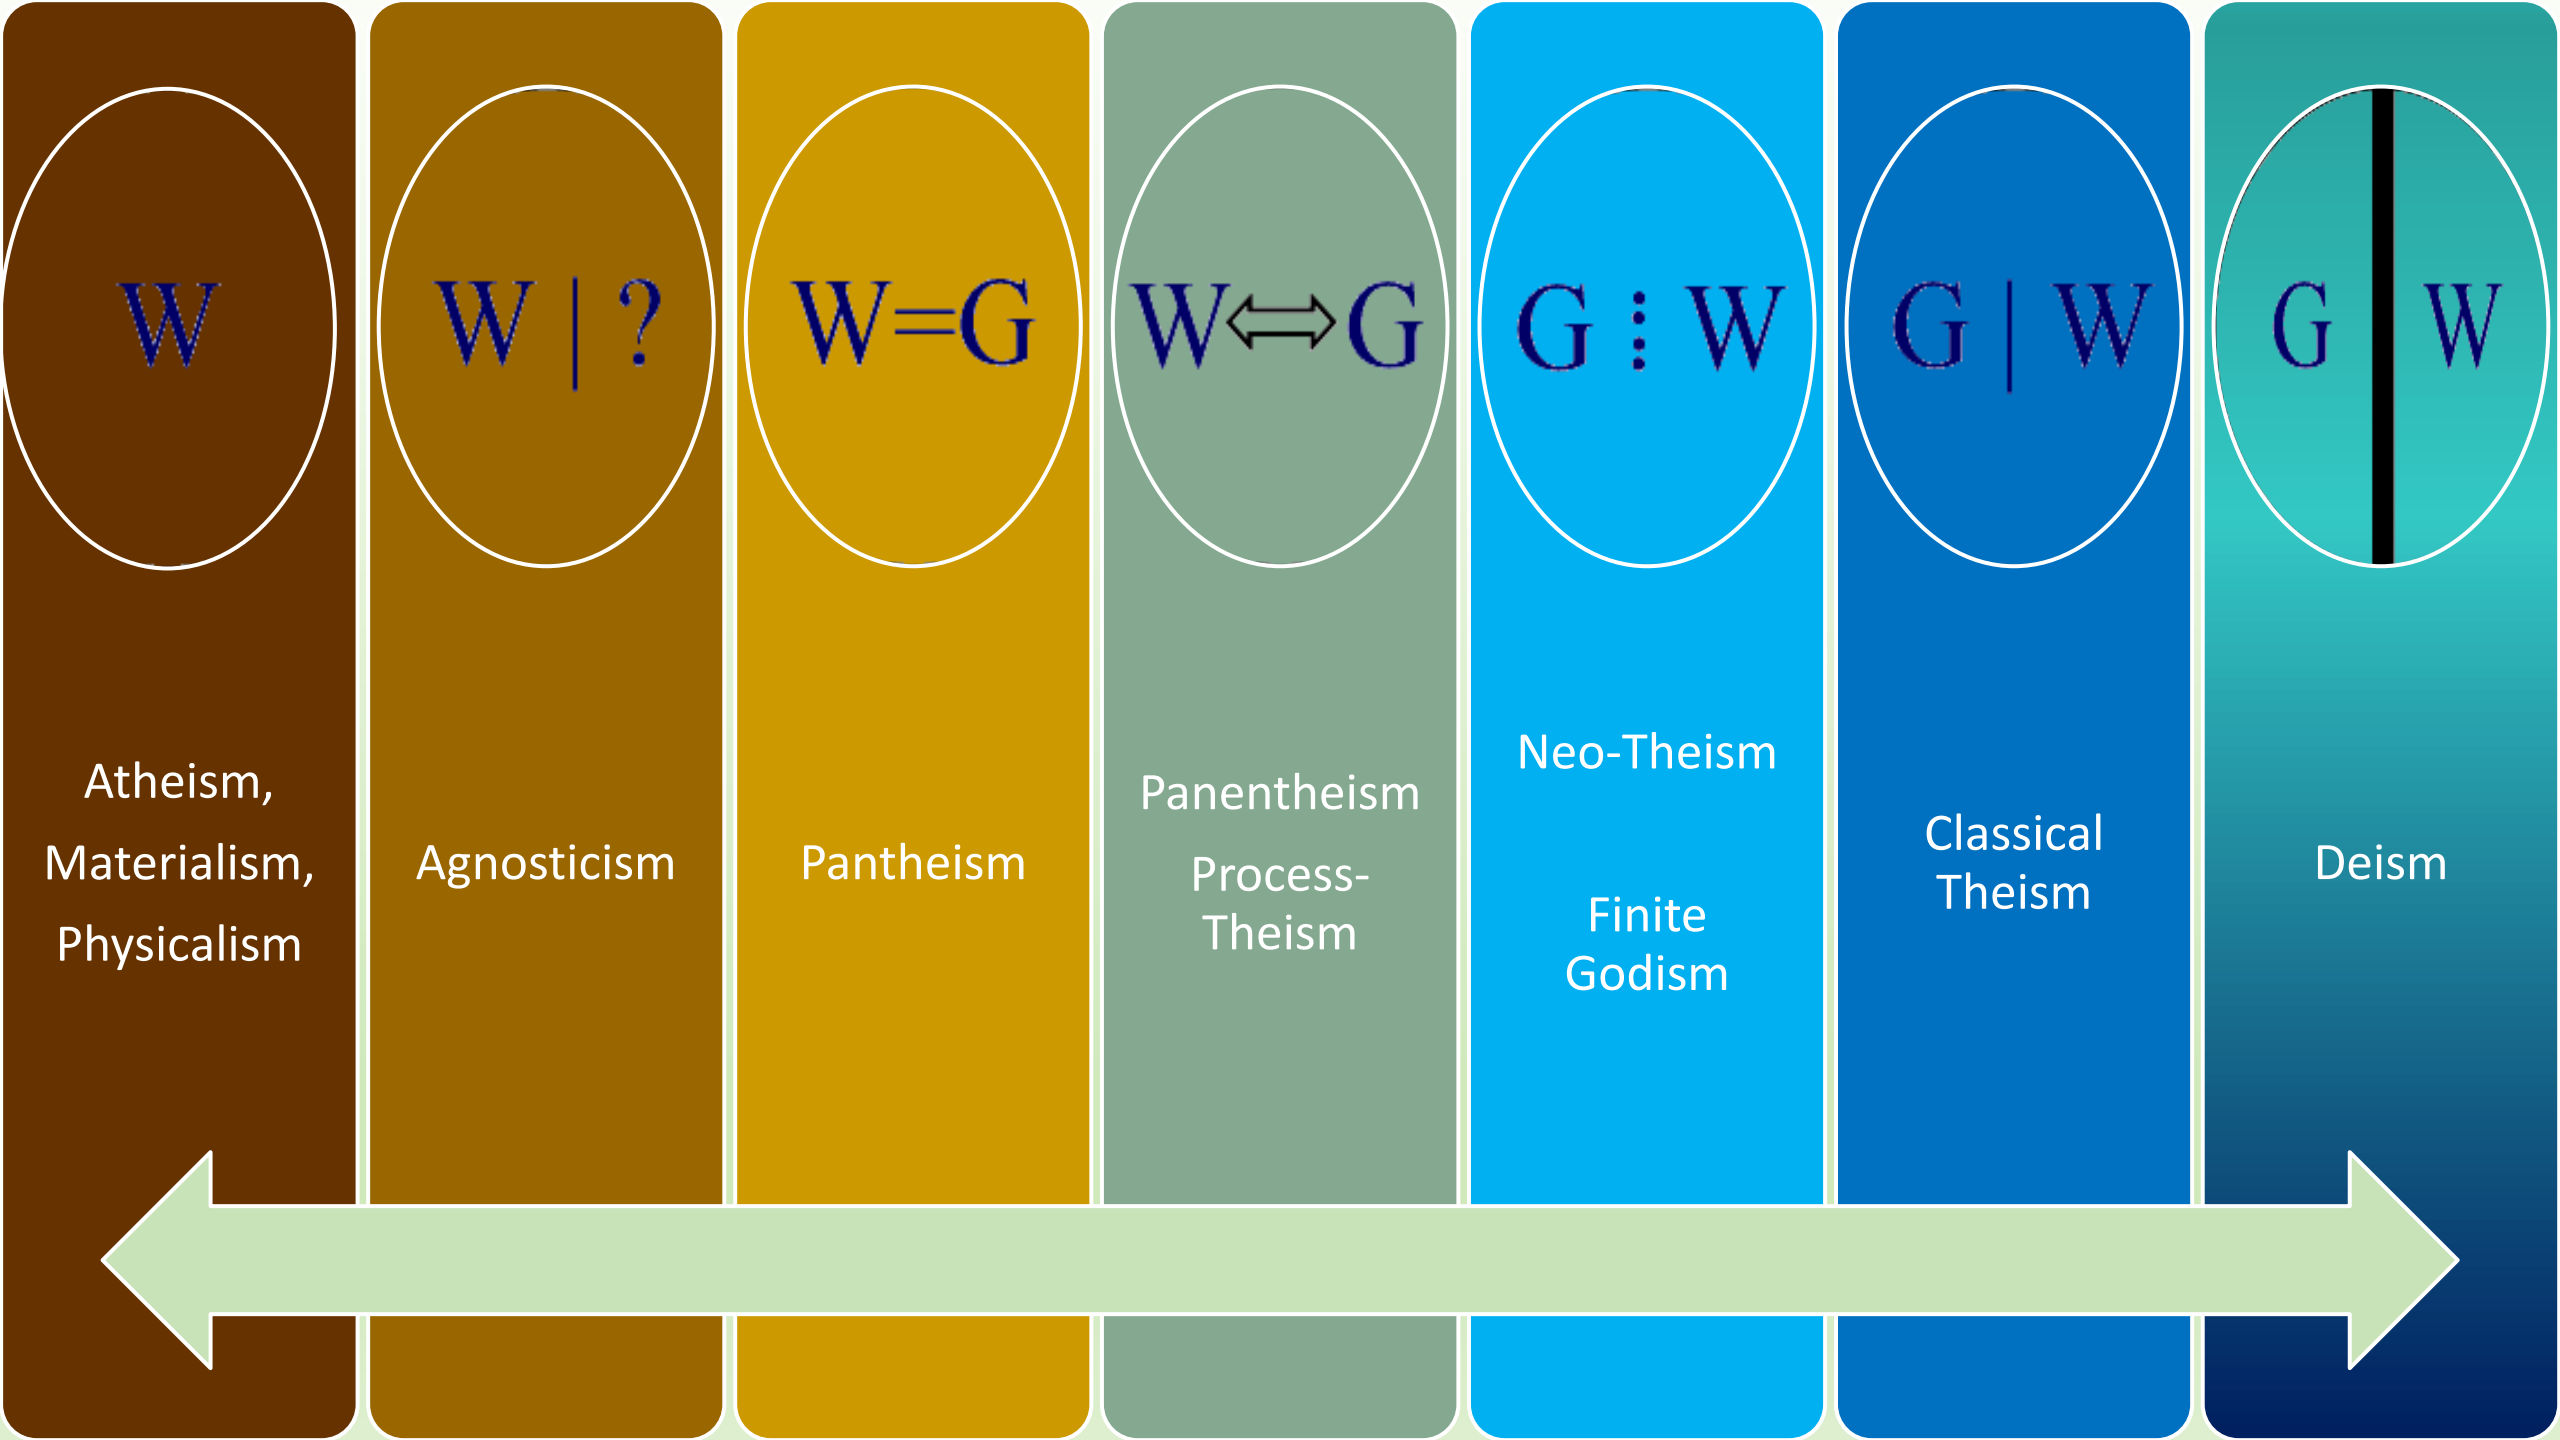 W
W | ?
W=G
W⇔G
G ⁞ W
G | W
G | W
Atheism,
Materialism,
Physicalism
Agnosticism
Pantheism
Panentheism
Process-
Theism
Neo-Theism
Finite
Godism
Classical
Theism
Deism